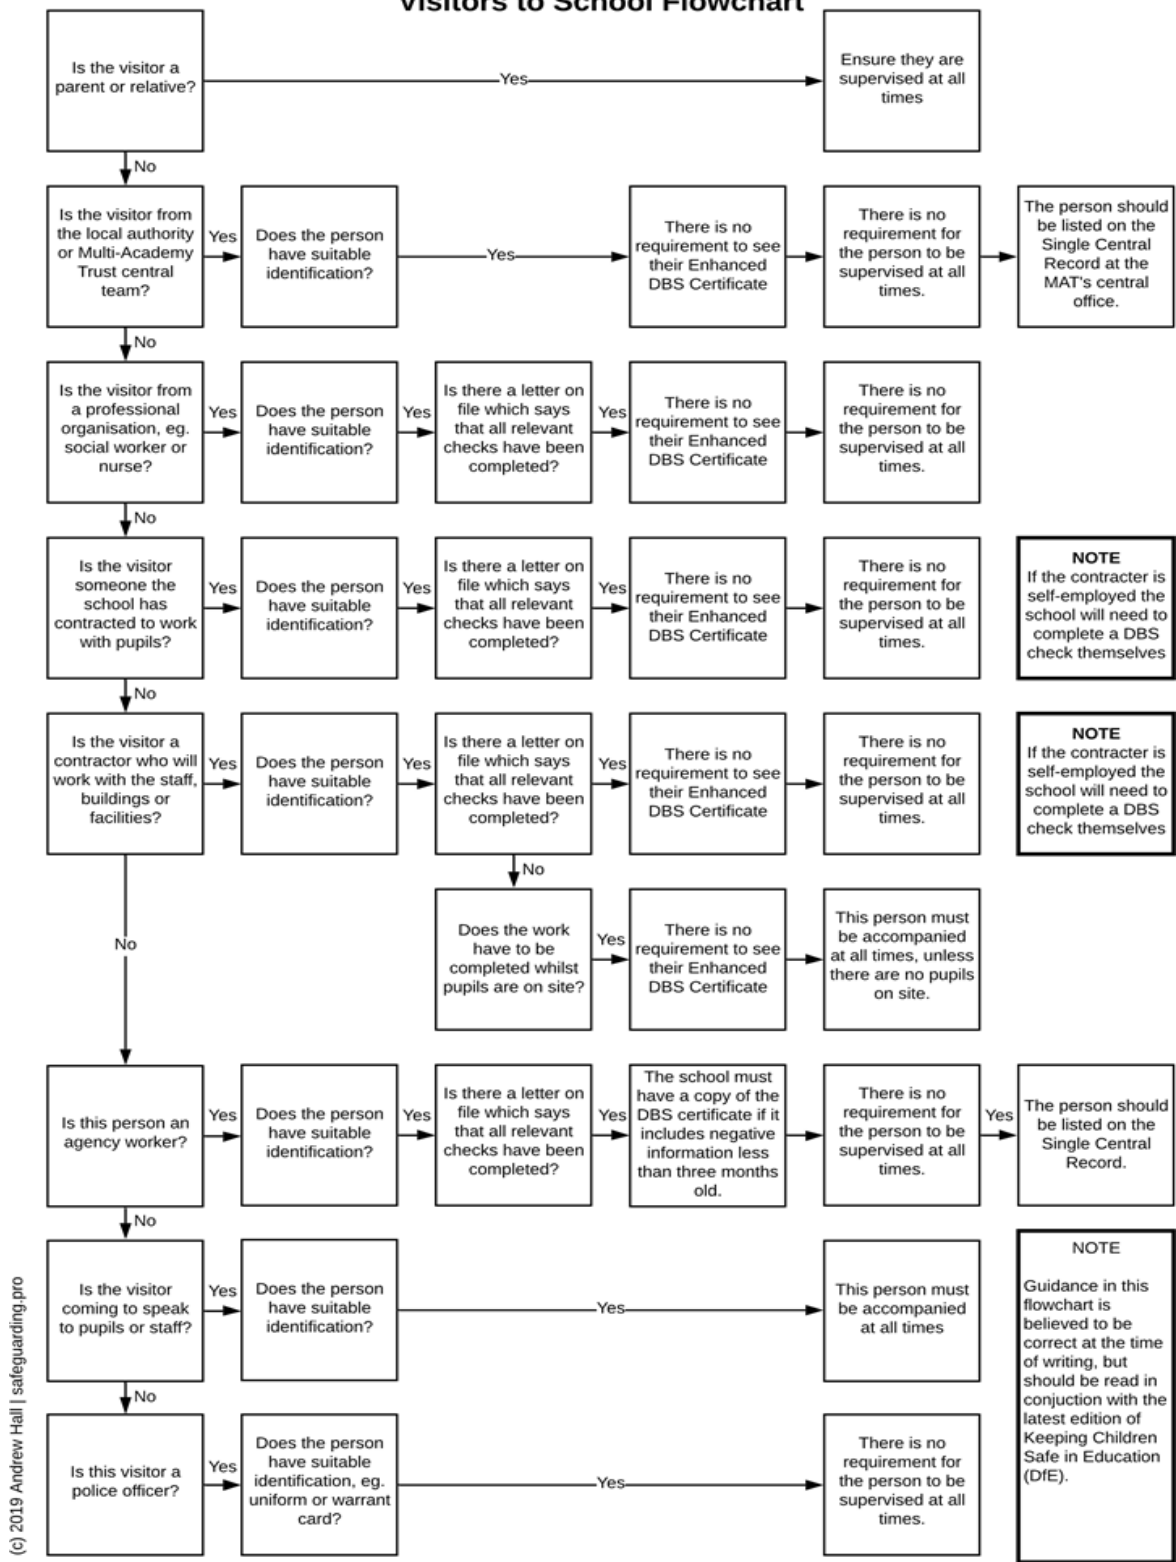 Visitors to School Flowchart
Is the visitor a
parent or relative?
Yes
Ensure they are
supervised at all
times
No
Is the visitor from
the local authority
or Multi-Academy
Trust central
team?
Yes
Does the person
have suitable
identification?
Yes
There is no
requirement to see
their Enhanced
DBS Certificate
There is no
requirement for
the person to be
supervised at all
times.
The person should
be listed on the
Single Central
Record at the
MAT's central
office.
No
Is the visitor from
a professional
organisation, eg.
social worker or
nurse?
Yes
Does the person
have suitable
identification?
Yes
Is there a letter on
file which says
that all relevant
checks have been
completed?
Yes
There is no
requirement to see
their Enhanced
DBS Certificate
There is no
requirement for
the person to be
supervised at all
times.
No
Is the visitor
someone the
school has
contracted to work
with pupils?
Yes
Does the person
have suitable
identification?
Yes
Is there a letter on
file which says
that all relevant
checks have been
completed?
Yes
There is no
requirement to see
their Enhanced
DBS Certificate
There is no
requirement for
the person to be
supervised at all
times.
NOTE
If the contracter is
self-employed the
school will need to
complete a DBS
check themselves
No
Is the visitor a
contractor who will
work with the staff,
buildings or
facilities?
Yes
Does the person
have suitable
identification?
Yes
Is there a letter on
file which says
that all relevant
checks have been
completed?
Yes
There is no
requirement to see
their Enhanced
DBS Certificate
There is no
requirement for
the person to be
supervised at all
times.
NOTE
If the contracter is
self-employed the
school will need to
complete a DBS
check themselves
No
Does the work
have to be
completed whilst
pupils are on site?
Yes
There is no
requirement to see
their Enhanced
DBS Certificate
This person must
be accompanied
at all times, unless
there are no pupils
on site.
No
Is this person an
agency worker?
Yes
Does the person
have suitable
identification?
Yes
Is there a letter on
file which says
that all relevant
checks have been
completed?
Yes
The school must
have a copy of the
DBS certificate if it
includes negative
information less
than three months
old.
There is no
requirement for
the person to be
supervised at all
times.
Yes
The person should
be listed on the
Single Central
Record.
No
Is the visitor
coming to speak
to pupils or staff?
Yes
Does the person
have suitable
identification?
Yes
This person must
be accompanied
at all times
NOTE
Guidance in this
flowchart is
believed to be
correct at the time
of writing, but
should be read in
conjuction with the
latest edition of
Keeping Children
Safe in Education
(DfE).
No
Is this visitor a
police officer?
Yes
Does the person
have suitable
identification, eg.
uniform or warrant
card?
Yes
There is no
requirement for
the person to be
supervised at all
times.
(c) 2019 Andrew Hall | safeguarding.pro